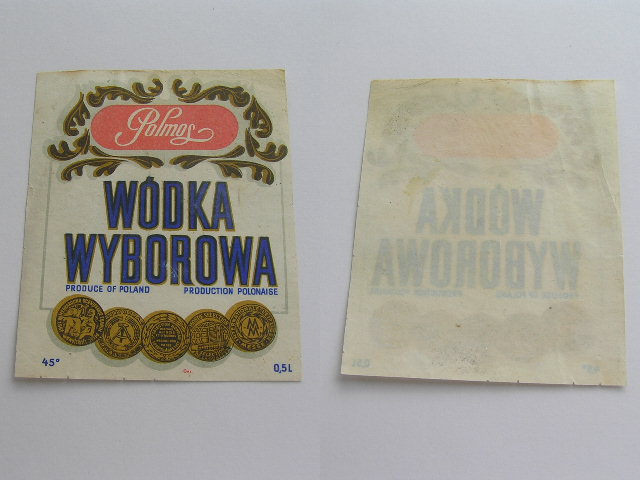 Polmos
WÓDKA
WYBOROWA
PRODUCE OF POLAND PRODUCTION POLONAISE
45° 0,5L